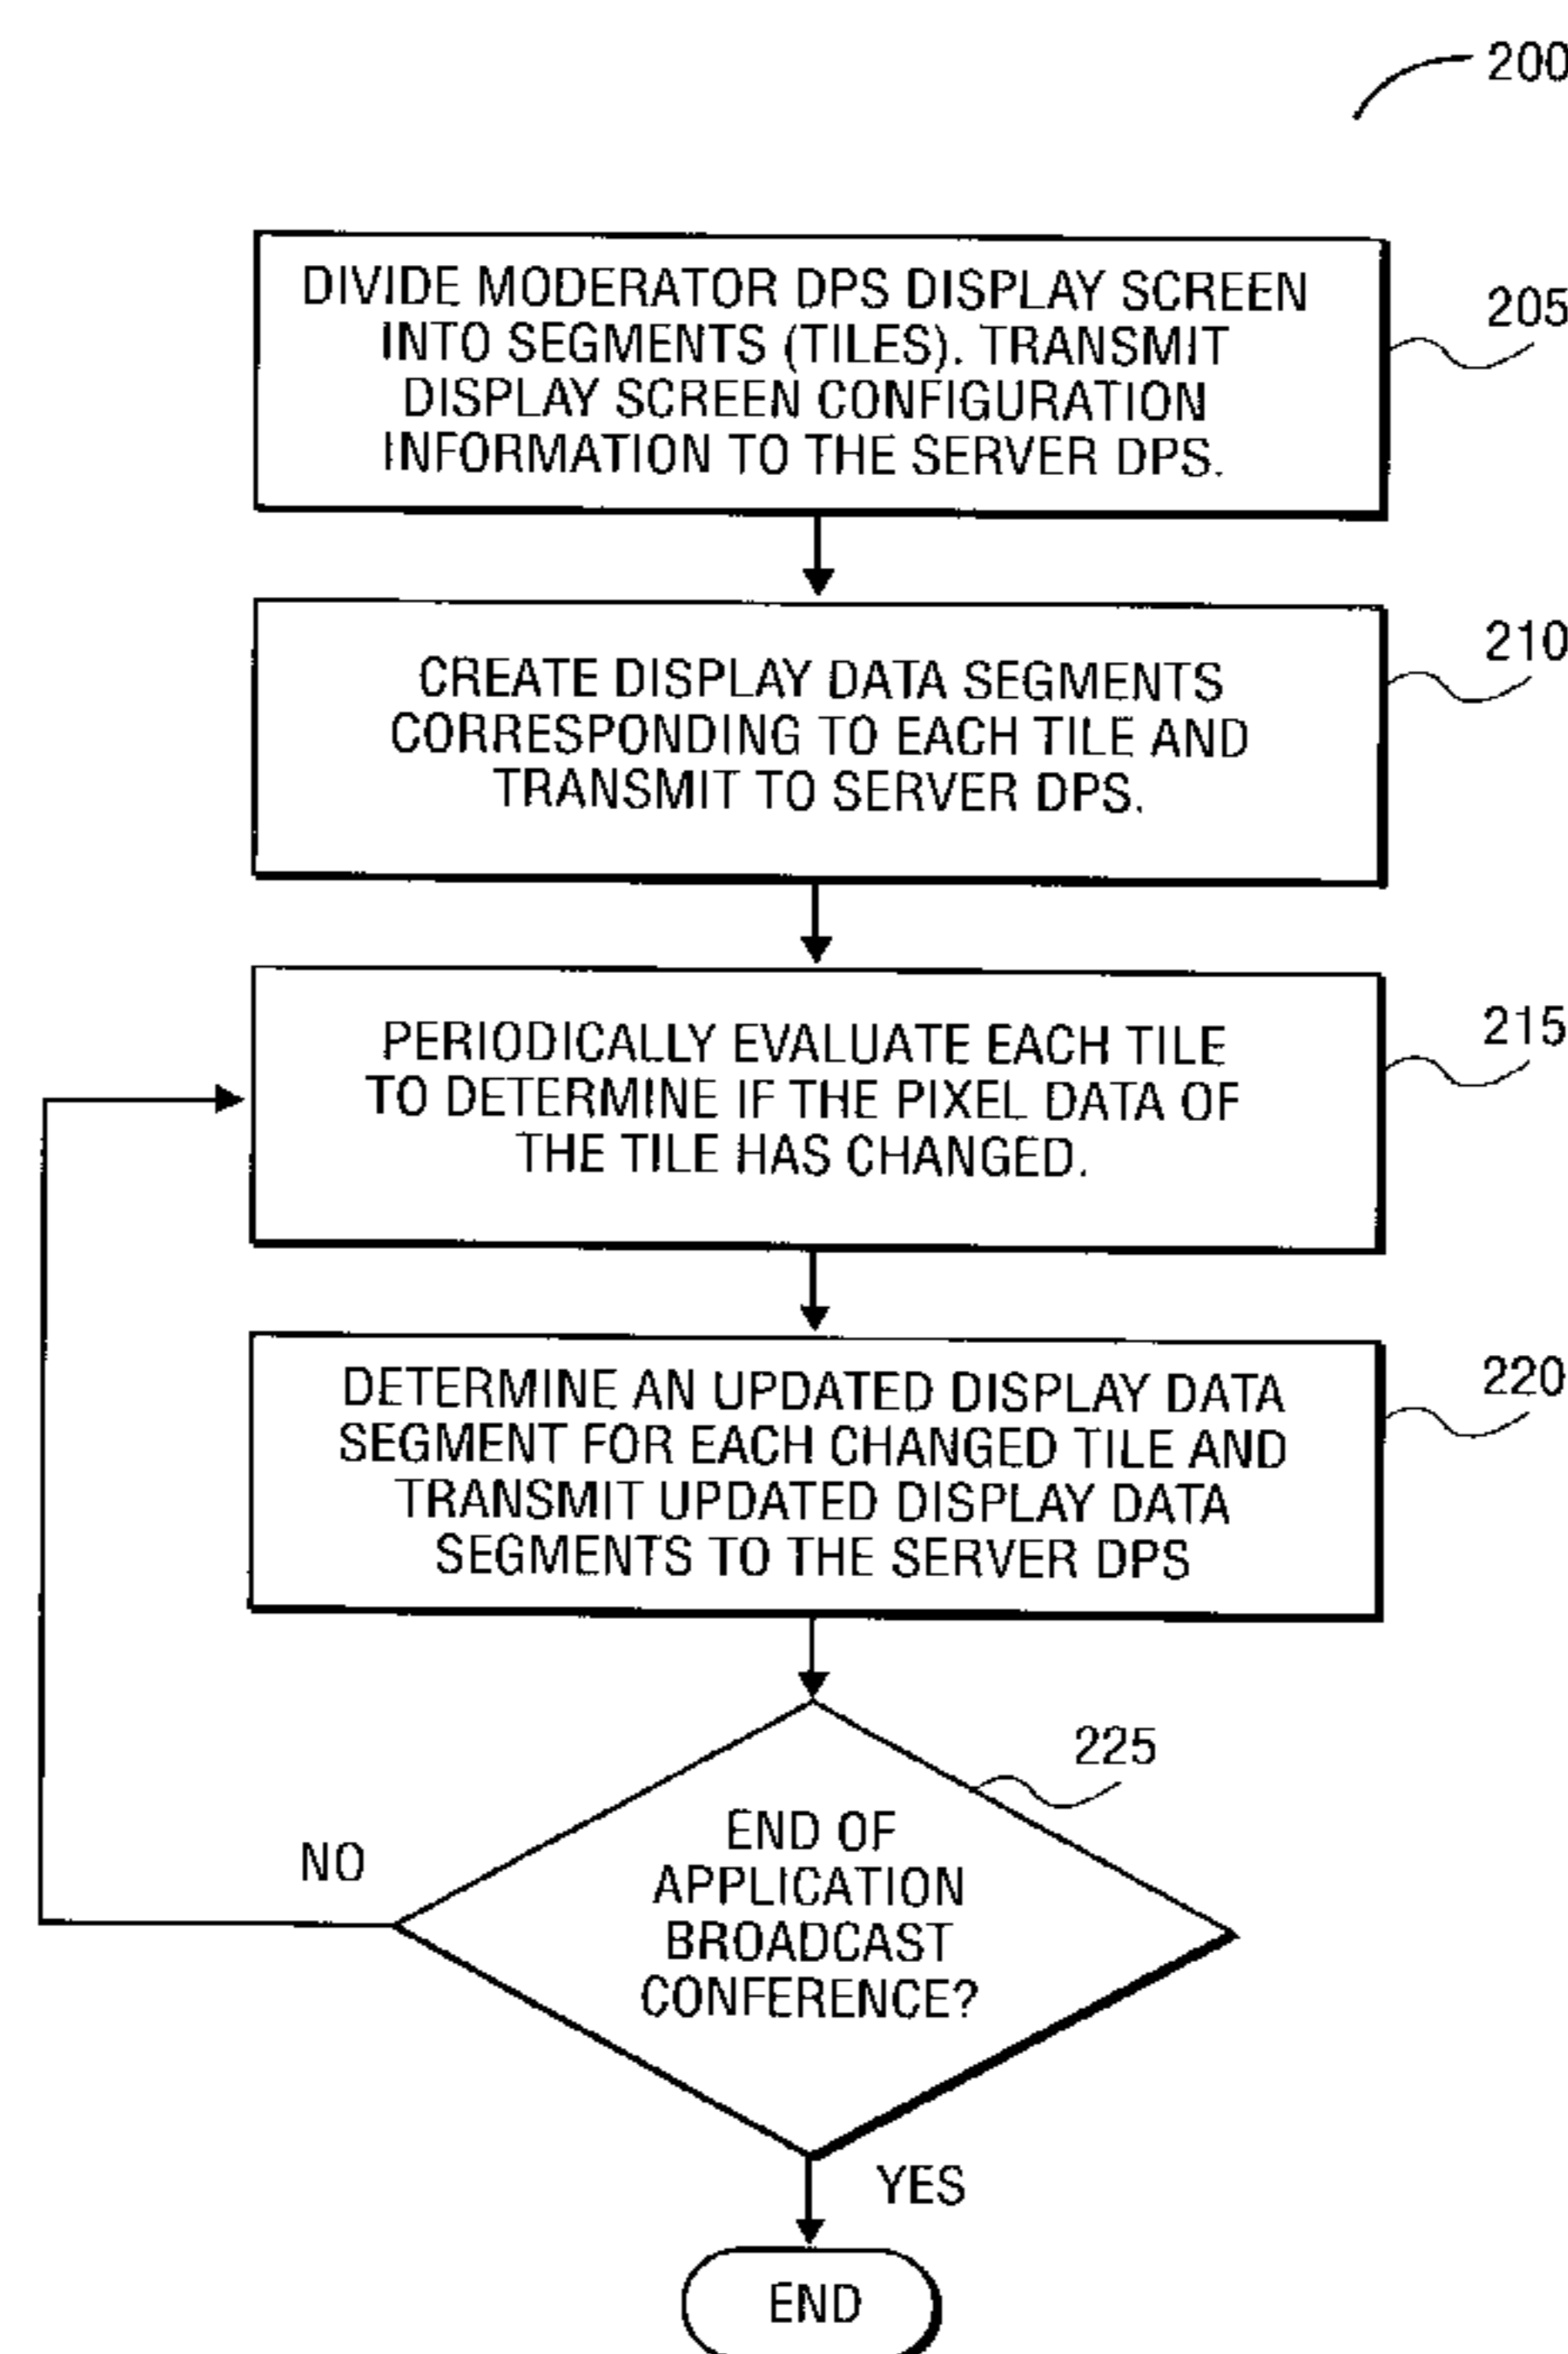 200
DIVIDE MODERATOR DPS DISPLAY SCREEN
INTO SEGMENTS (TILES). TRANSMIT
DISPLAY SCREEN CONFIGURATION
INFORMATION TO THE SERVER DPS.
205
CREATE DISPLAY DATA SEGMENTS
CORRESPONDING TO EACH TILE AND
TRANSMIT TO SERVER DPS.
210
PERIODICALLY EVALUATE EACH TILE
TO DETERMINE IF THE PIXEL DATA OF
THE TILE HAS CHANGED.
215
DETERMINE AN UPDATED DISPLAY DATA
SEGMENT FOR EACH CHANGED TILE AND
TRANSMIT UPDATED DISPLAY DATA
SEGMENTS TO THE SERVER DPS
220
225
END OF
APPLICATION
BROADCAST
CONFERENCE?
NO
YES
END